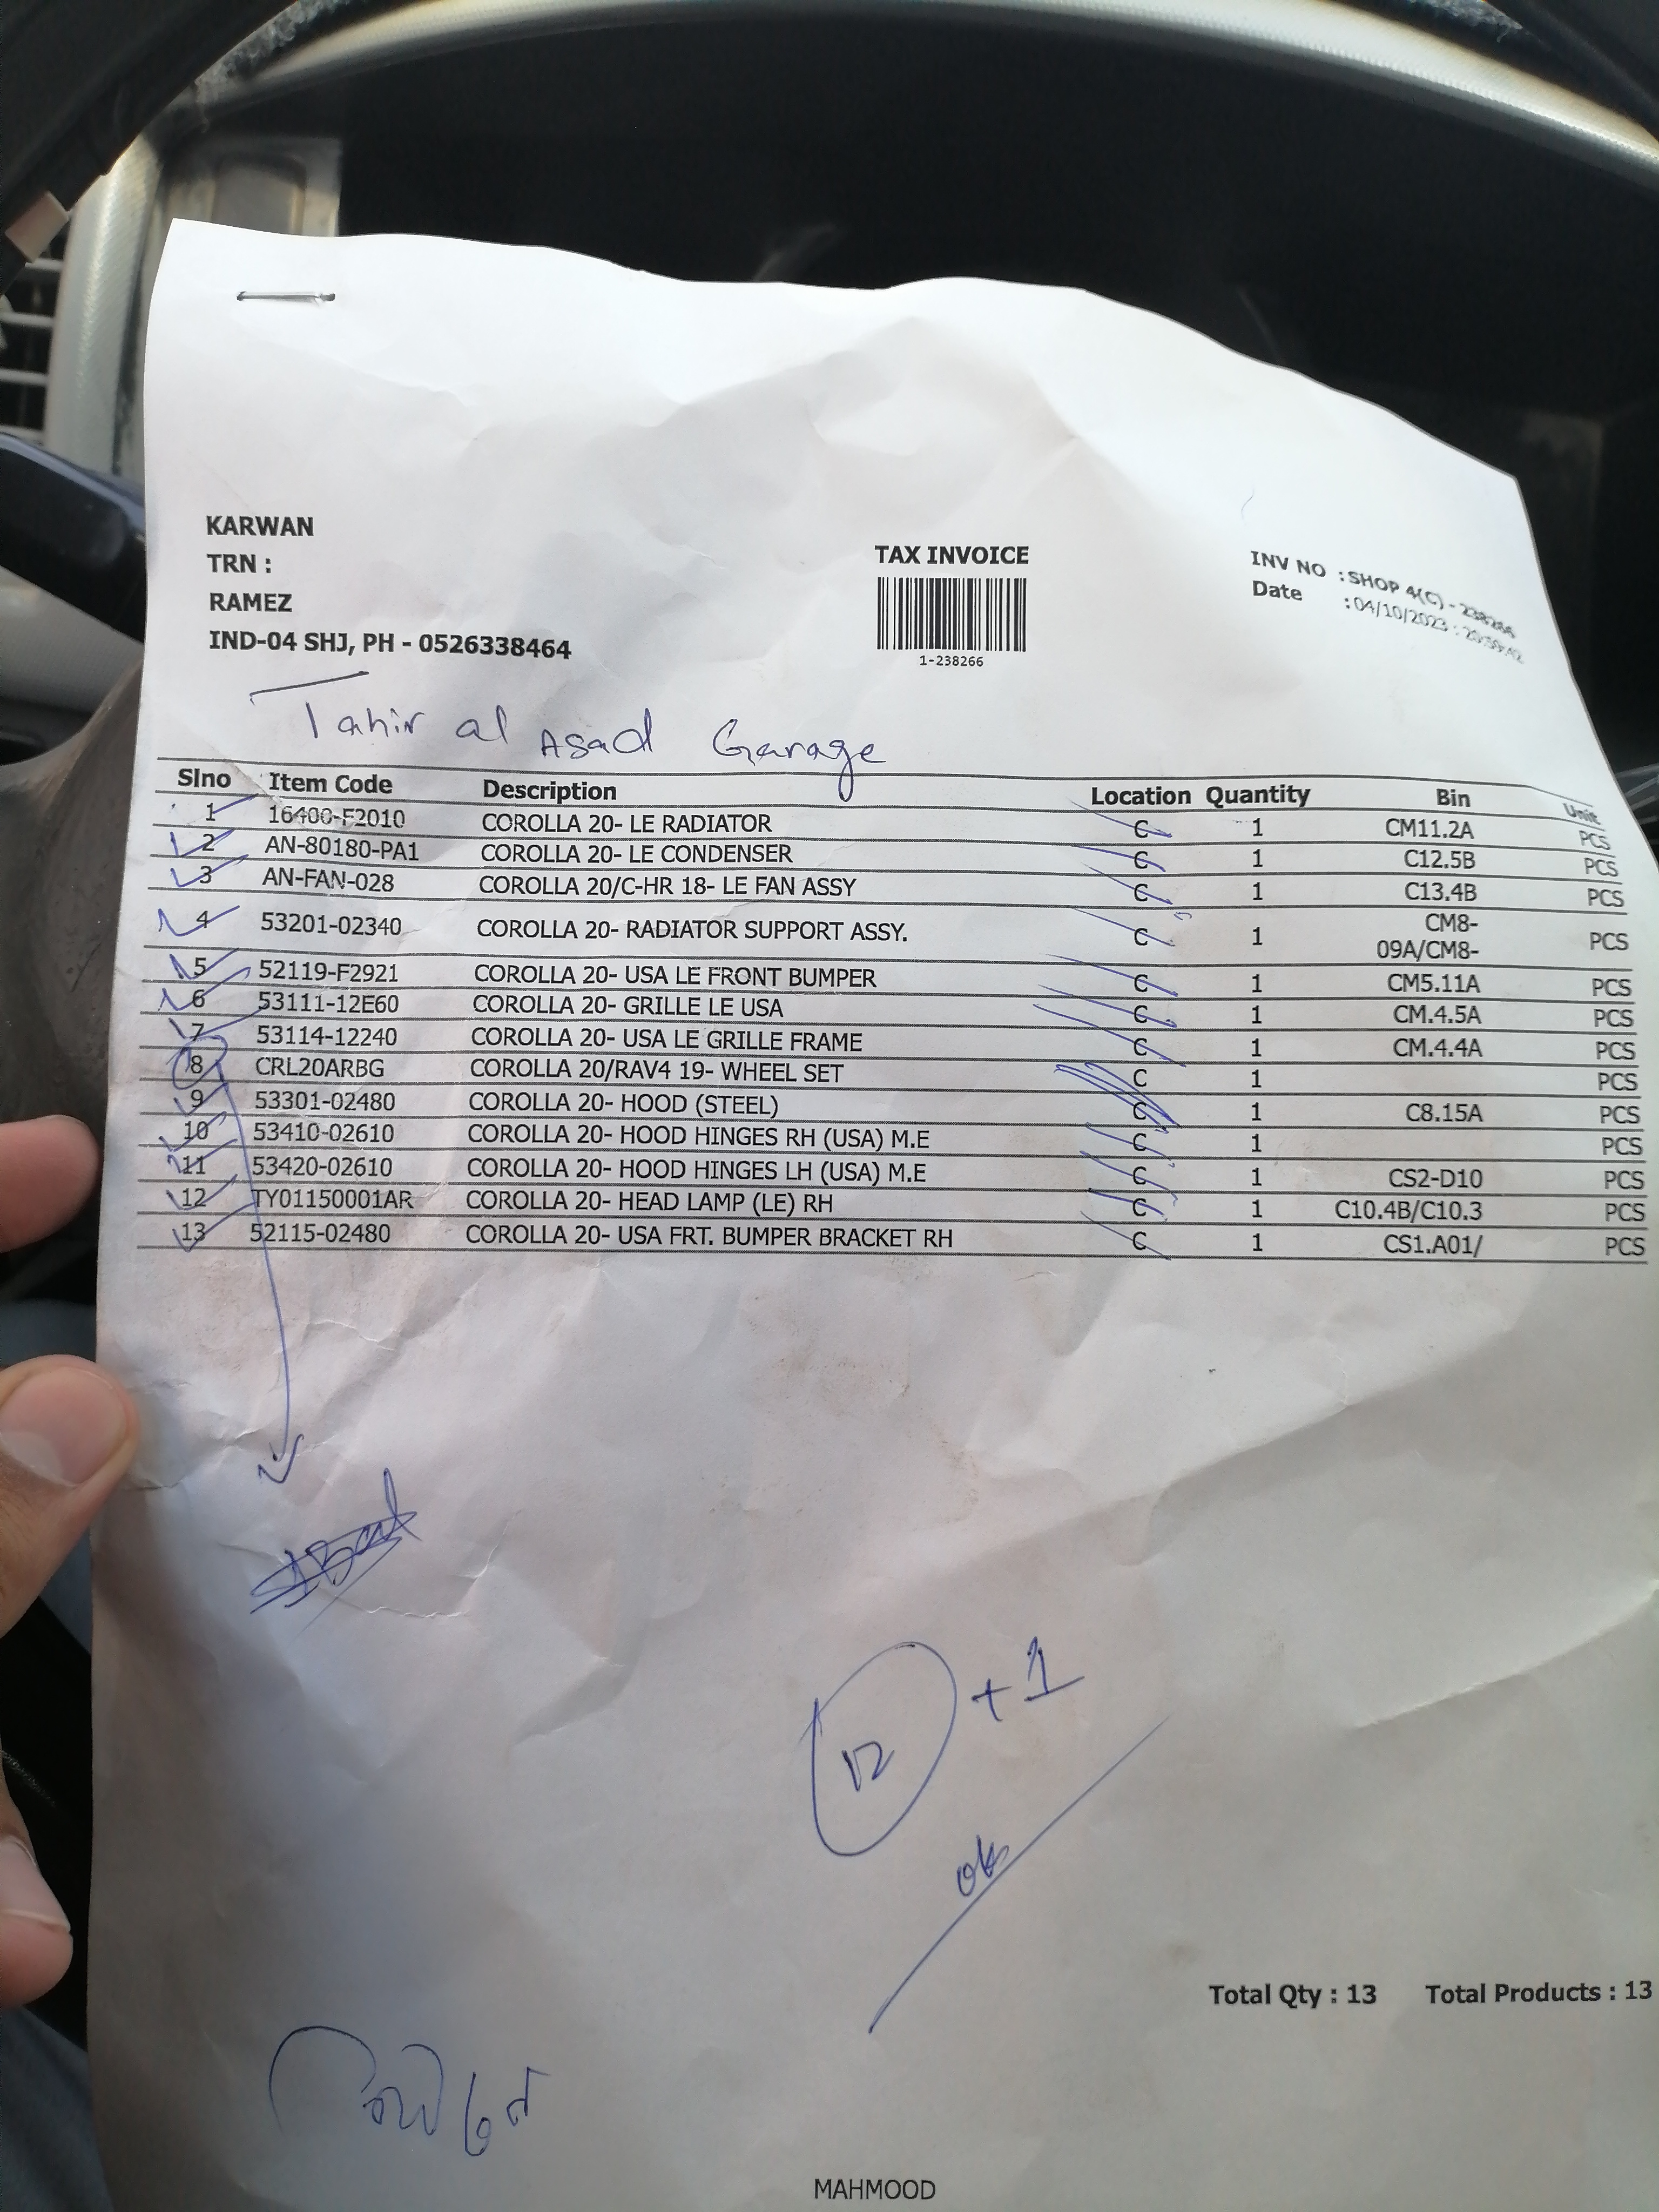 KARWAN
TRN :
RAMEZ
IND-04 SHJ, PH - 0526338464
TAX INVOICE
1-238266
INV NO : SHOP 4(C) - 238266
Date : 04/10/2023 :
Tahir al Asad Garage
Slno Item Code Description Location Quantity Bin Unit
1 16400-F2010 COROLLA 20- LE RADIATOR C 1 CM11.2A PCS
2 AN-80180-PA1 COROLLA 20- LE CONDENSER C 1 C12.5B PCS
3 AN-FAN-028 COROLLA 20/C-HR 18- LE FAN ASSY C 1 C13.4B PCS
4 53201-02340 COROLLA 20- RADIATOR SUPPORT ASSY. C 1 CM8-09A/CM8- PCS
5 52119-F2921 COROLLA 20- USA LE FRONT BUMPER C 1 CM5.11A PCS
6 53111-12E60 COROLLA 20- GRILLE LE USA C 1 CM.4.5A PCS
7 53114-12240 COROLLA 20- USA LE GRILLE FRAME C 1 CM.4.4A PCS
8 CRL20ARBG COROLLA 20/RAV4 19- WHEEL SET C 1 PCS
9 53301-02480 COROLLA 20- HOOD (STEEL) C 1 C8.15A PCS
10 53410-02610 COROLLA 20- HOOD HINGES RH (USA) M.E C 1 PCS
11 53420-02610 COROLLA 20- HOOD HINGES LH (USA) M.E C 1 CS2-D10 PCS
12 TY01150001AR COROLLA 20- HEAD LAMP (LE) RH C 1 C10.4B/C10.3 PCS
13 52115-02480 COROLLA 20- USA FRT. BUMPER BRACKET RH C 1 CS1.A01/ PCS
12 +1
ok
Total Qty : 13 Total Products : 13
MAHMOOD